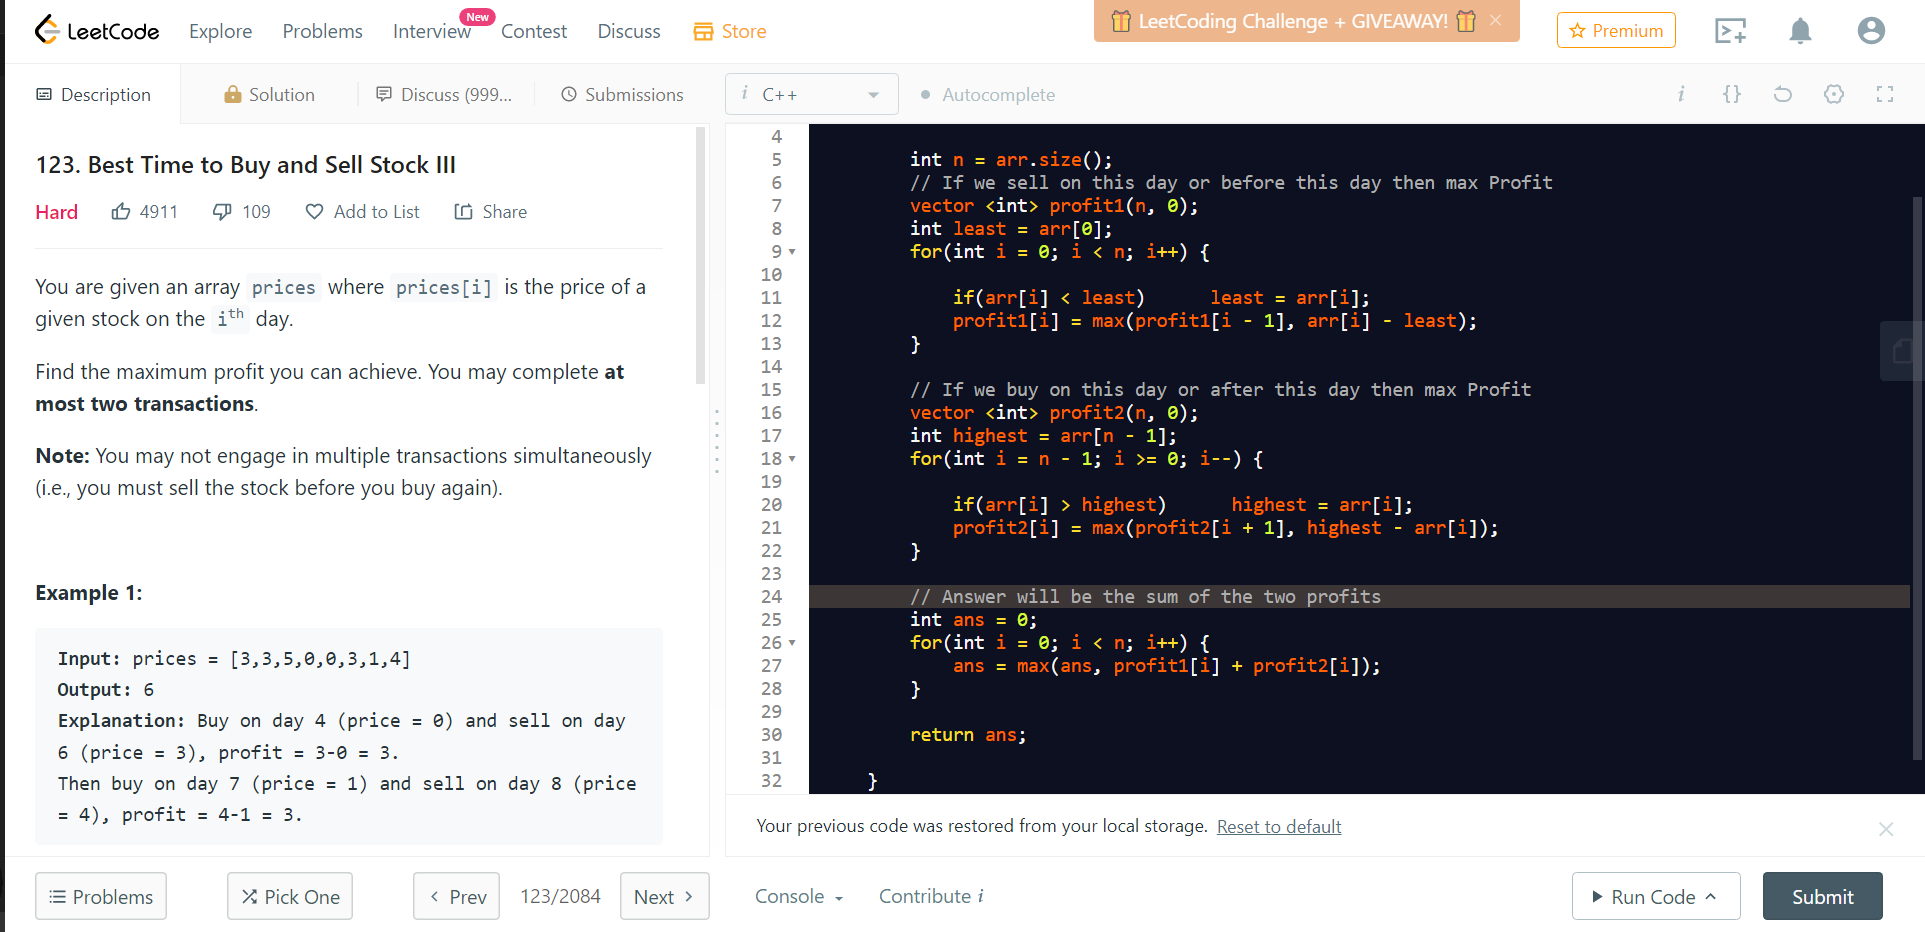 LeetCode Explore Problems Interview New Contest Discuss Store LeetCoding Challenge + GIVEAWAY! Premium
Description Solution Discuss (999... Submissions i C++ Autocomplete i {}
123. Best Time to Buy and Sell Stock III
Hard 4911 109 Add to List Share
You are given an array prices where prices[i] is the price of a
given stock on the ith day.
Find the maximum profit you can achieve. You may complete at
most two transactions.
Note: You may not engage in multiple transactions simultaneously
(i.e., you must sell the stock before you buy again).
Example 1:
Input: prices = [3,3,5,0,0,3,1,4]
Output: 6
Explanation: Buy on day 4 (price = 0) and sell on day
6 (price = 3), profit = 3-0 = 3.
Then buy on day 7 (price = 1) and sell on day 8 (price
= 4), profit = 4-1 = 3.
4
5 int n = arr.size();
6 // If we sell on this day or before this day then max Profit
7 vector <int> profit1(n, 0);
8 int least = arr[0];
9 for(int i = 0; i < n; i++) {
10
11 if(arr[i] < least) least = arr[i];
12 profit1[i] = max(profit1[i - 1], arr[i] - least);
13 }
14
15 // If we buy on this day or after this day then max Profit
16 vector <int> profit2(n, 0);
17 int highest = arr[n - 1];
18 for(int i = n - 1; i >= 0; i--) {
19
20 if(arr[i] > highest) highest = arr[i];
21 profit2[i] = max(profit2[i + 1], highest - arr[i]);
22 }
23
24 // Answer will be the sum of the two profits
25 int ans = 0;
26 for(int i = 0; i < n; i++) {
27 ans = max(ans, profit1[i] + profit2[i]);
28 }
29
30 return ans;
31
32 }
Your previous code was restored from your local storage. Reset to default
Problems Pick One Prev 123/2084 Next Console Contribute i Run Code Submit